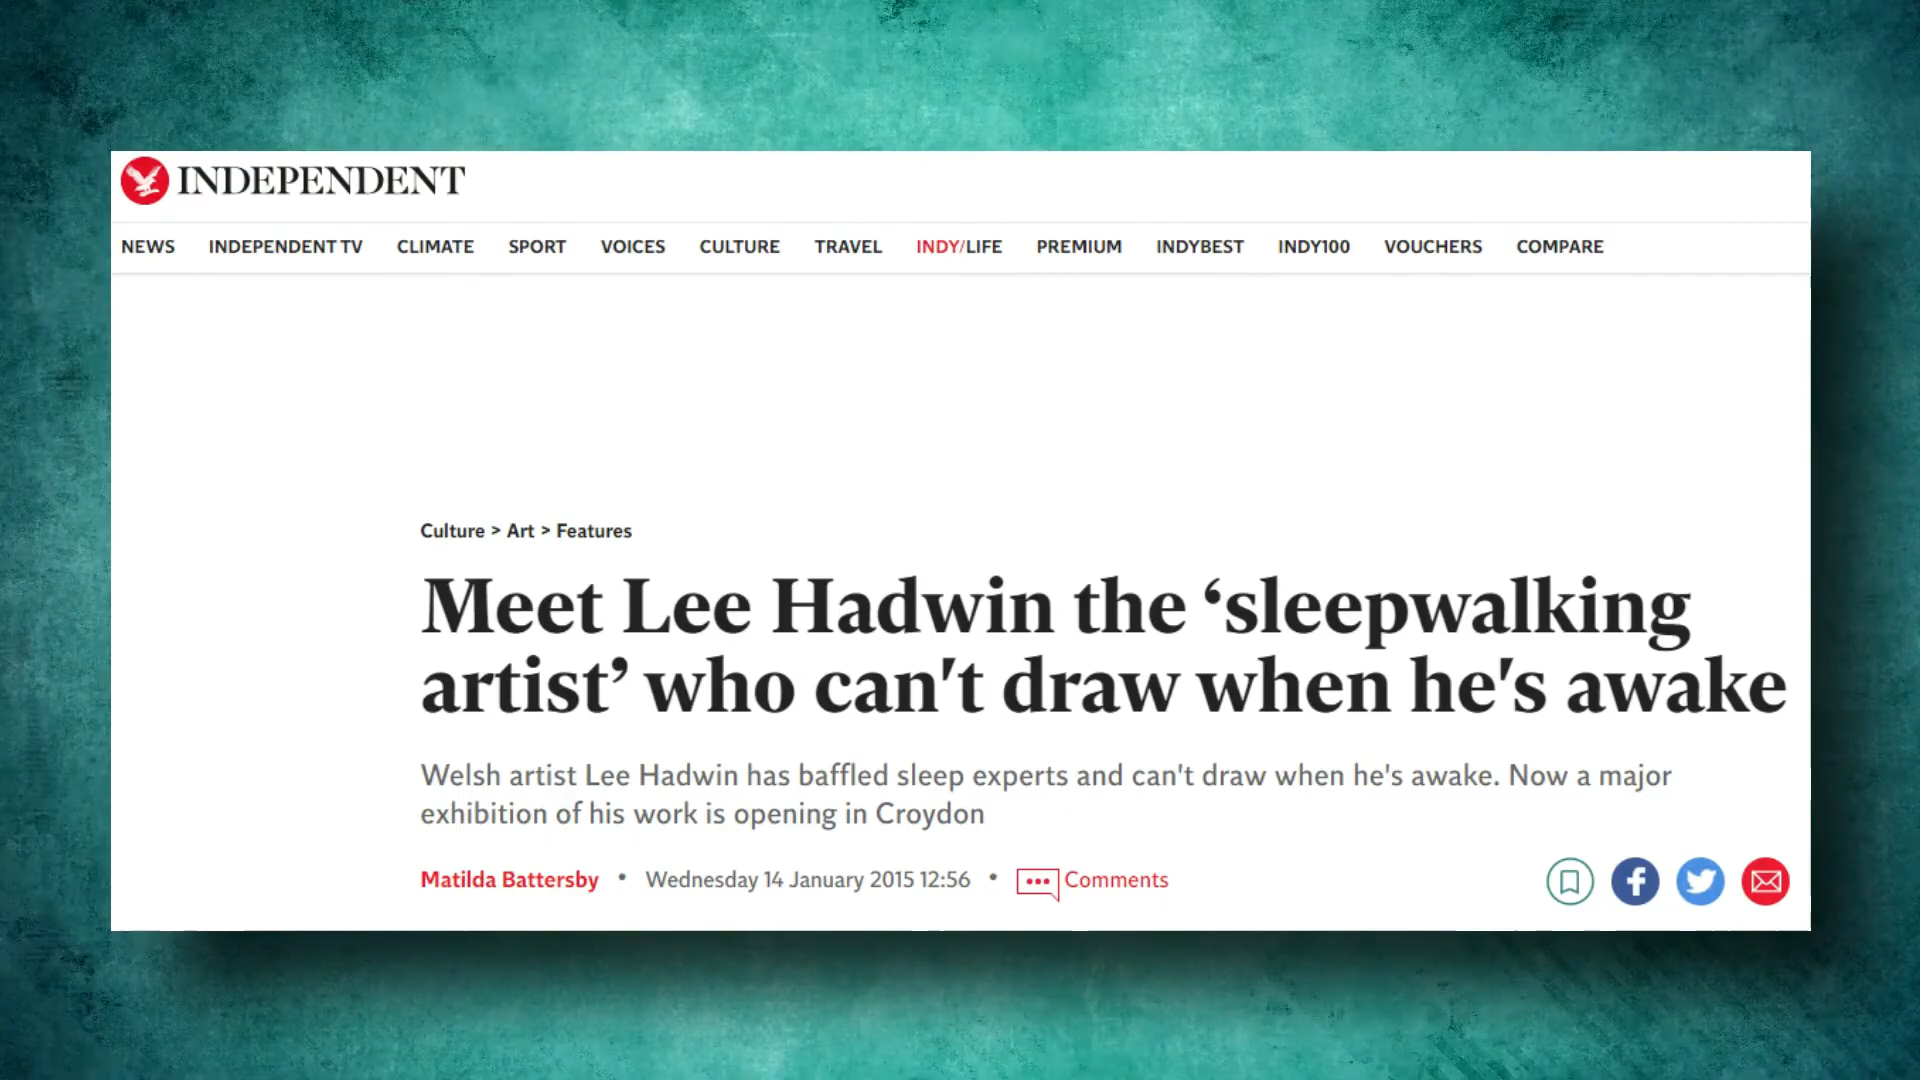 INDEPENDENT
NEWS INDEPENDENT TV CLIMATE SPORT VOICES CULTURE TRAVEL INDY/LIFE PREMIUM INDYBEST INDY100 VOUCHERS COMPARE
Culture > Art > Features
Meet Lee Hadwin the ‘sleepwalking
artist’ who can't draw when he's awake
Welsh artist Lee Hadwin has baffled sleep experts and can't draw when he's awake. Now a major
exhibition of his work is opening in Croydon
Matilda Battersby • Wednesday 14 January 2015 12:56 • Comments